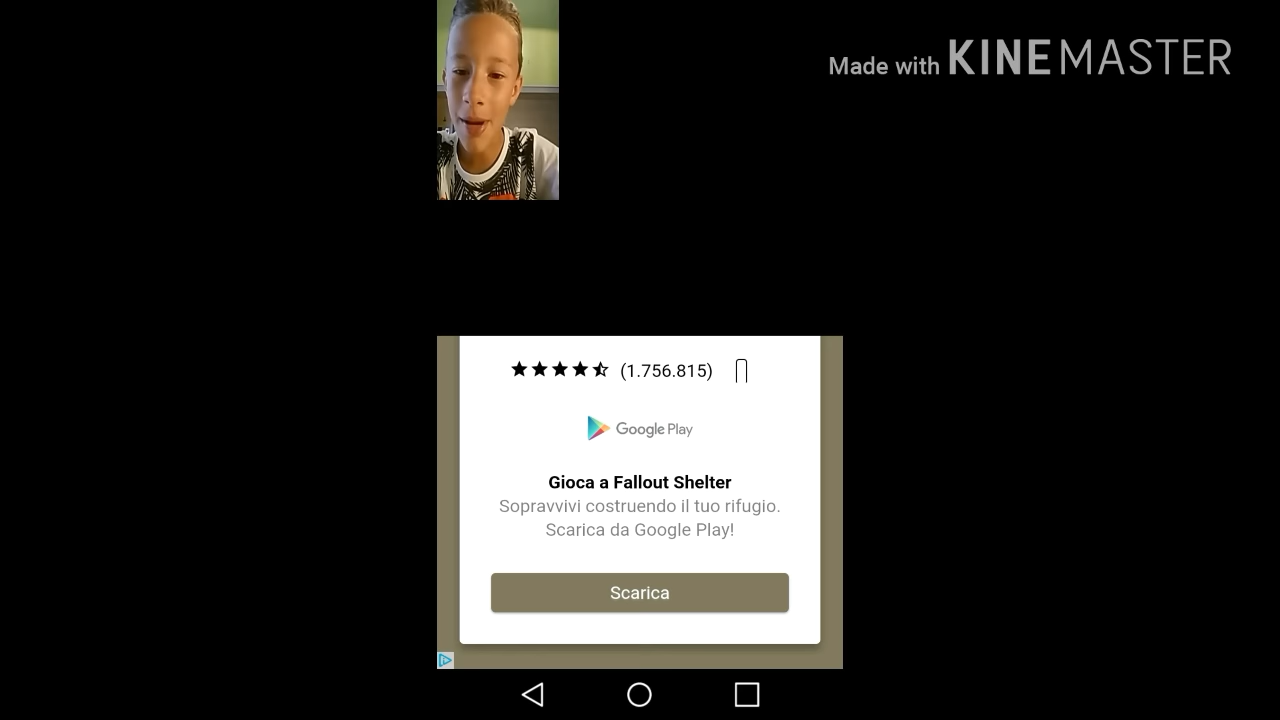 Made with KINEMASTER
(1.756.815)
Google Play
Gioca a Fallout Shelter
Sopravvivi costruendo il tuo rifugio.
Scarica da Google Play!
Scarica